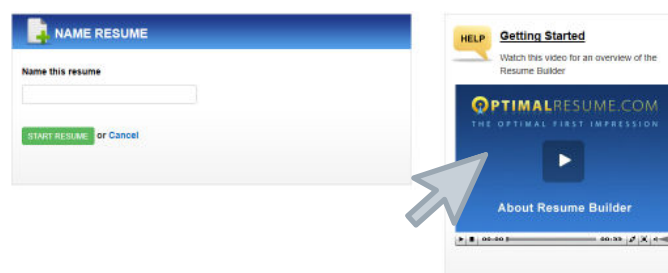 NAME RESUME
Name this resume
START RESUME or Cancel
HELP
Getting Started
Watch this video for an overview of the
Resume Builder
OPTIMALRESUME.COM
THE OPTIMAL FIRST IMPRESSION
About Resume Builder
00:00
00:33